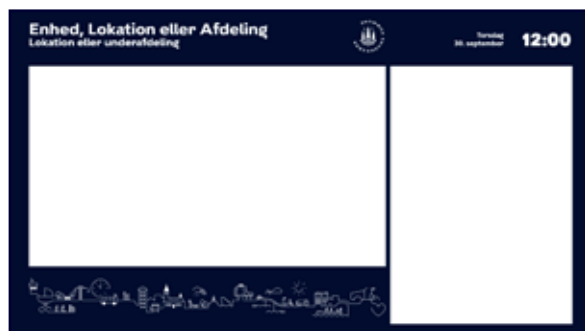 Enhed, Lokation eller Afdeling
Lokation eller underafdeling
Torsdag
30. september
12:00